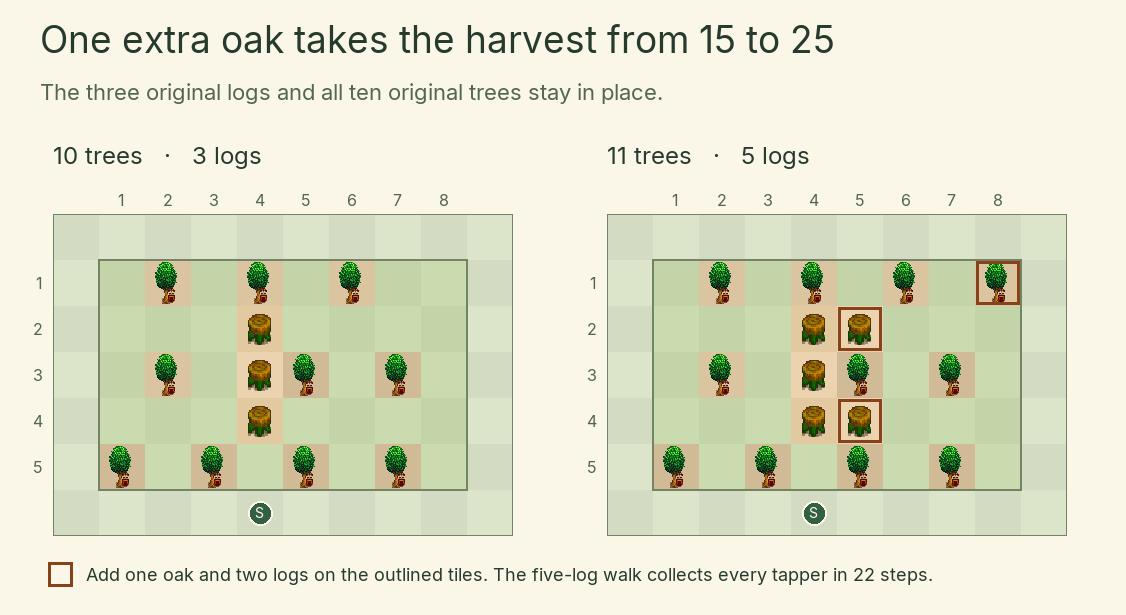 One extra oak takes the harvest from 15 to 25
The three original logs and all ten original trees stay in place.
10 trees · 3 logs
1 2 3 4 5 6 7 8
1
2
3
4
5
S
11 trees · 5 logs
1 2 3 4 5 6 7 8
1
2
3
4
5
S
Add one oak and two logs on the outlined tiles. The five-log walk collects every tapper in 22 steps.